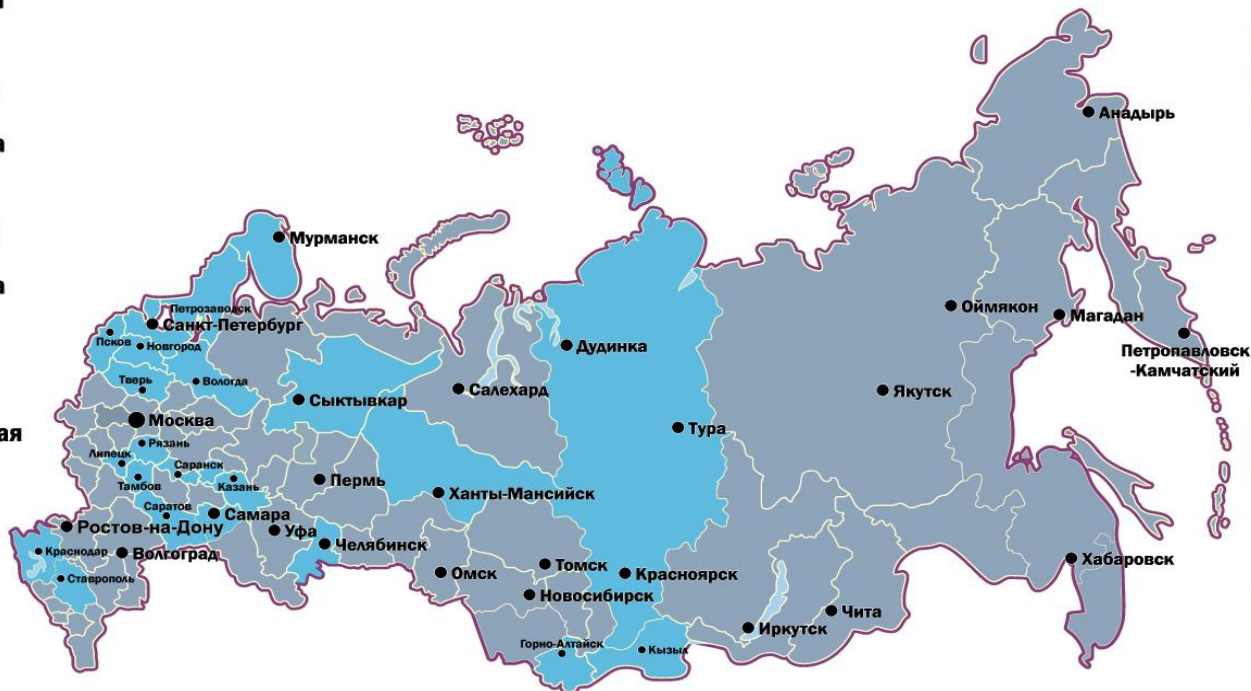 Анадырь
Мурманск
Оймякон
Магадан
Петрозаводск
Санкт-Петербург
Псков
Новгород
Дудинка
Петропавловск
-Камчатский
Тверь
Вологда
Сыктывкар
Салехард
Якутск
Москва
ая
Тура
Рязань
Липецк
Саранск
Тамбов
Казань
Пермь
Ханты-Мансийск
Саратов
Самара
Ростов-на-Дону
Уфа
Челябинск
Краснодар
Волгоград
Ставрополь
Омск
Томск
Красноярск
Новосибирск
Хабаровск
Чита
Иркутск
Горно-Алтайск
Кызыл